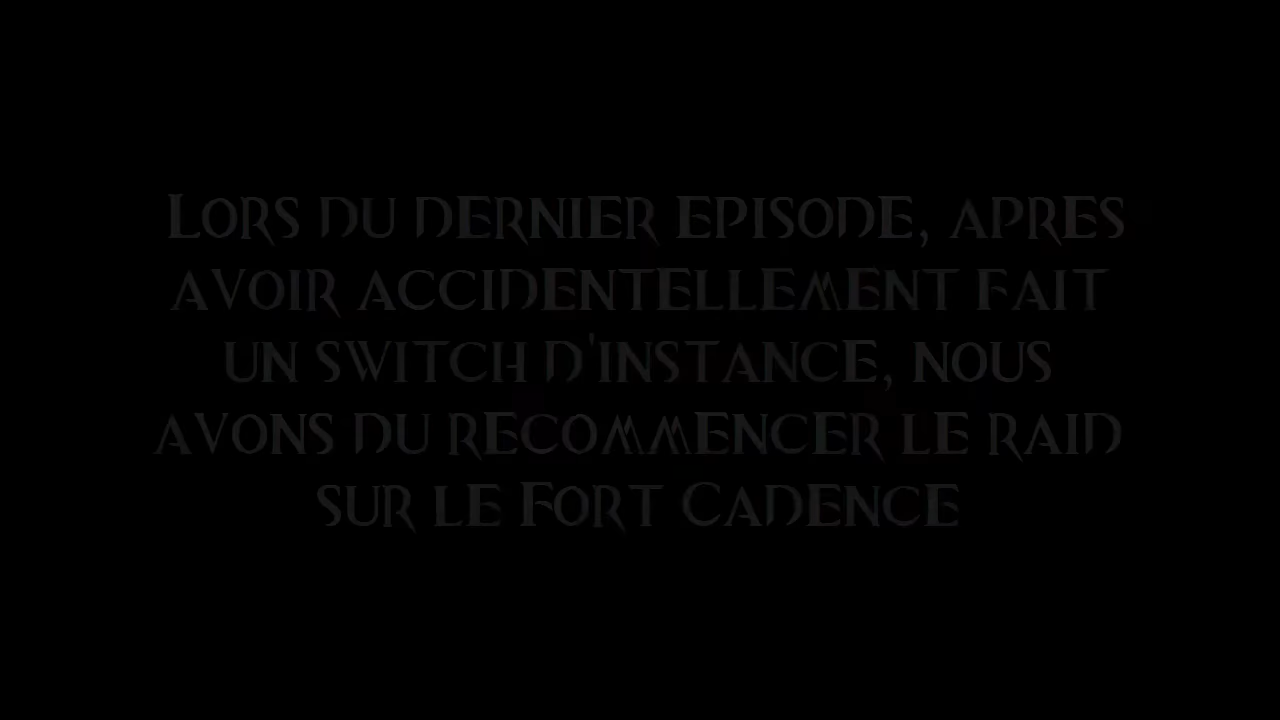 Lors du dernier episode, apres
avoir accidentellement fait
un switch d'instance, nous
avons du recommencer le raid
sur le Fort Cadence